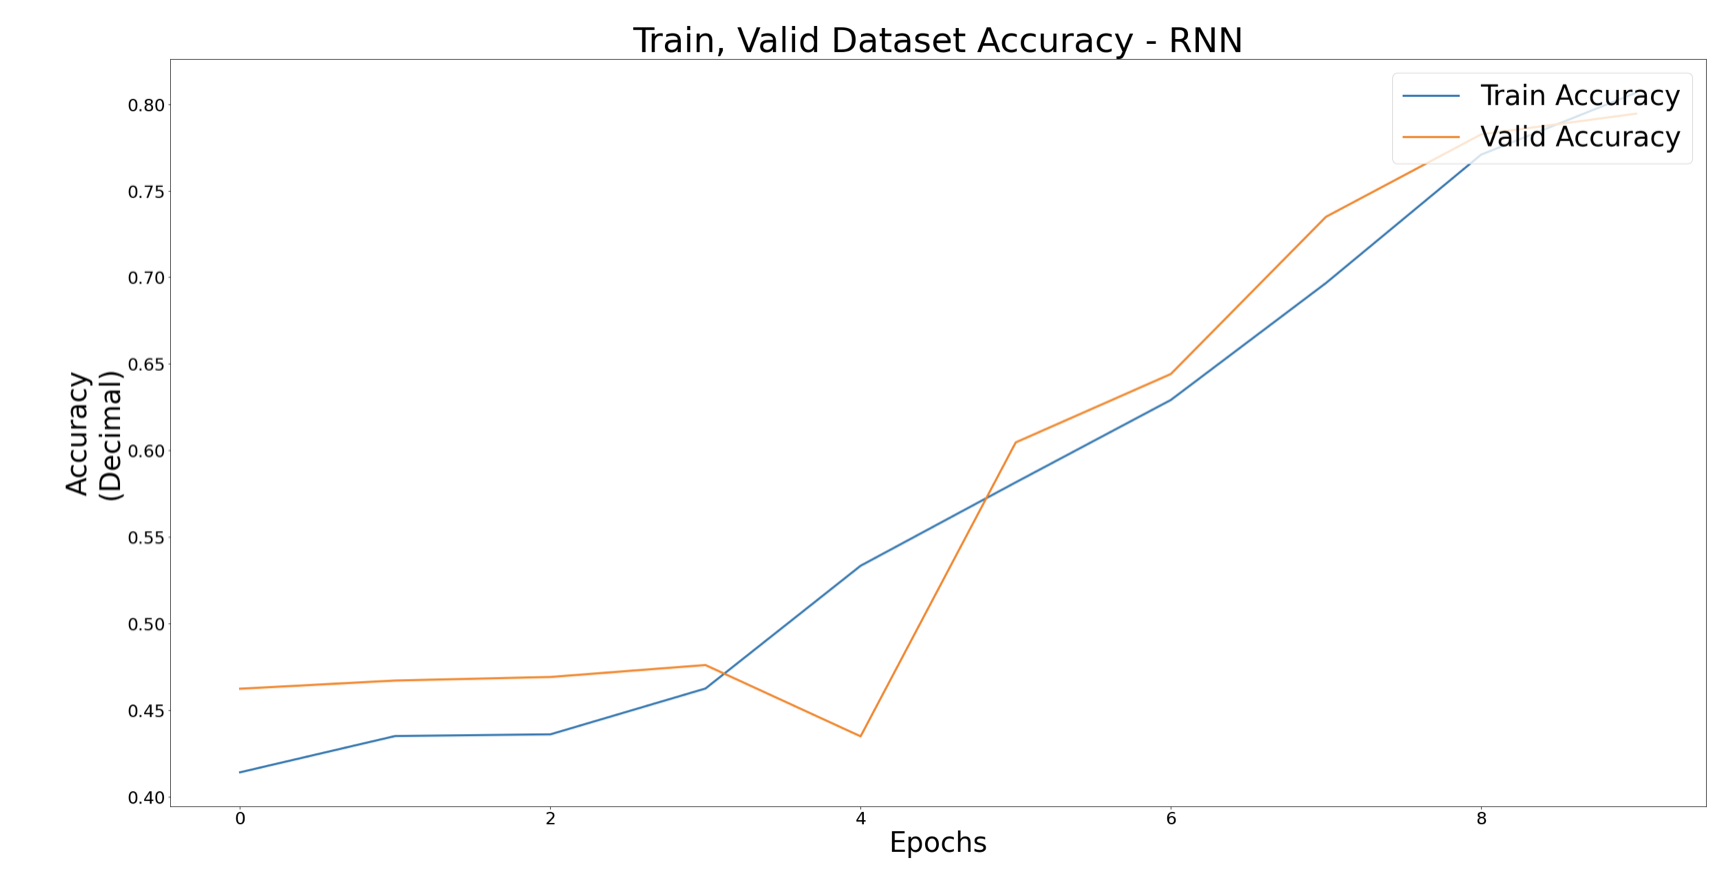 Train, Valid Dataset Accuracy - RNN
Train Accuracy
Valid Accuracy
0.80
0.75
0.70
0.65
0.60
0.55
0.50
0.45
0.40
Accuracy
(Decimal)
0 2 4 6 8
Epochs